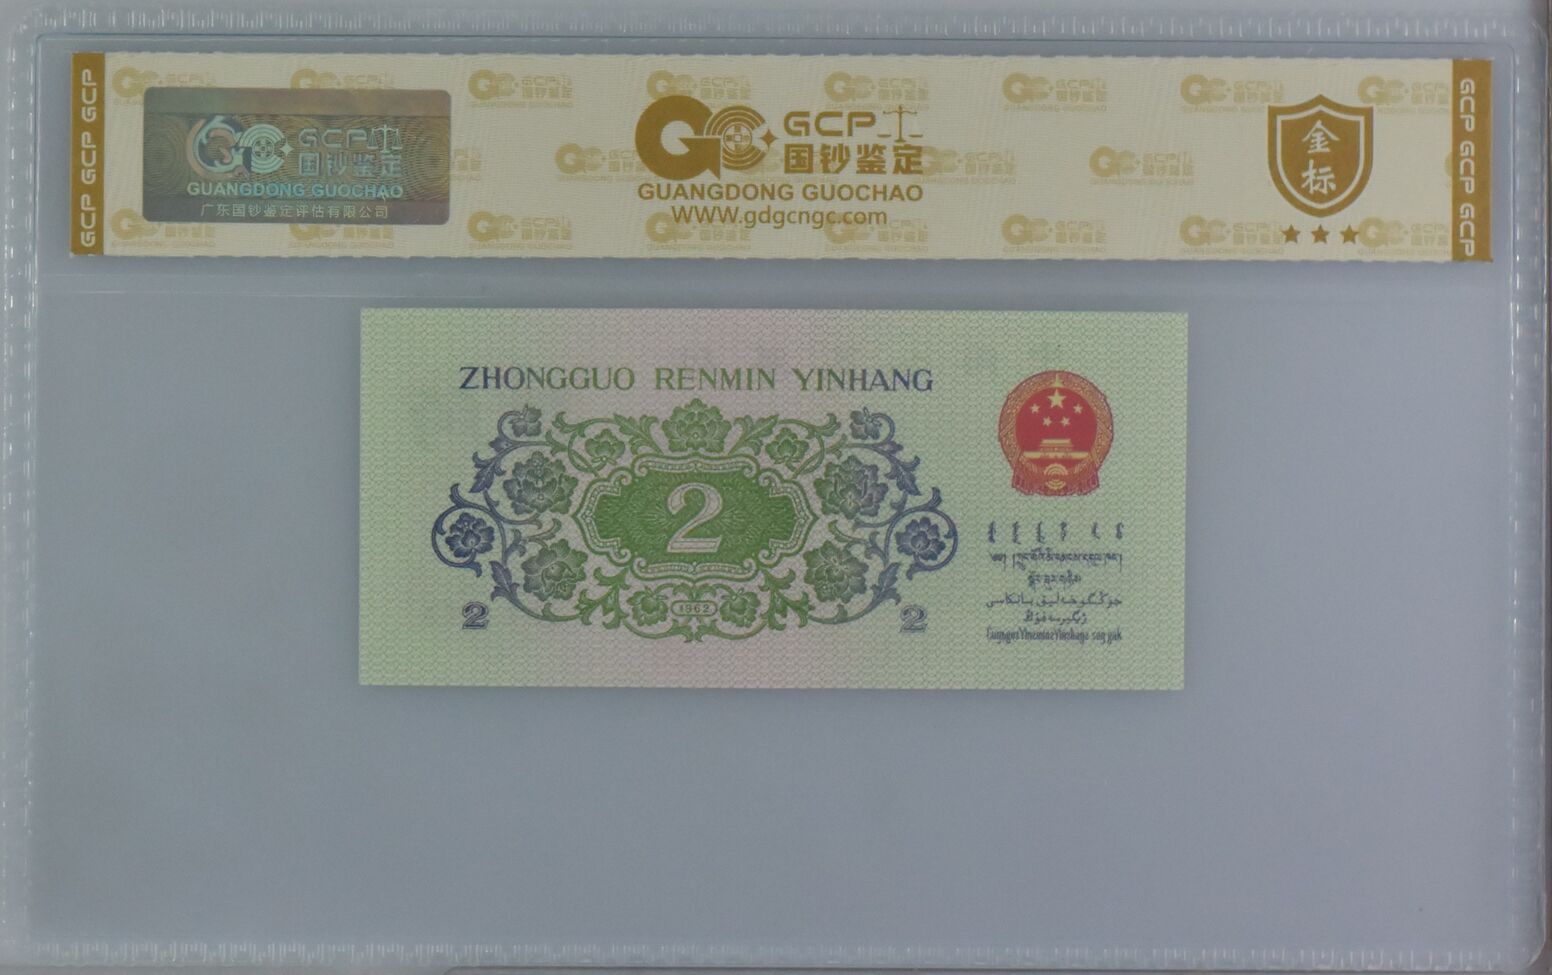 GCP GCP GCP
GCP
国钞鉴定
GUANGDONG GUOCHAO
广东国钞鉴定评估有限公司
GCP
国钞鉴定
GUANGDONG GUOCHAO
WWW.gdgcngc.com
金标
GCP GCP GCP GCP
ZHONGGUO RENMIN YINHANG
2
1962
2
2